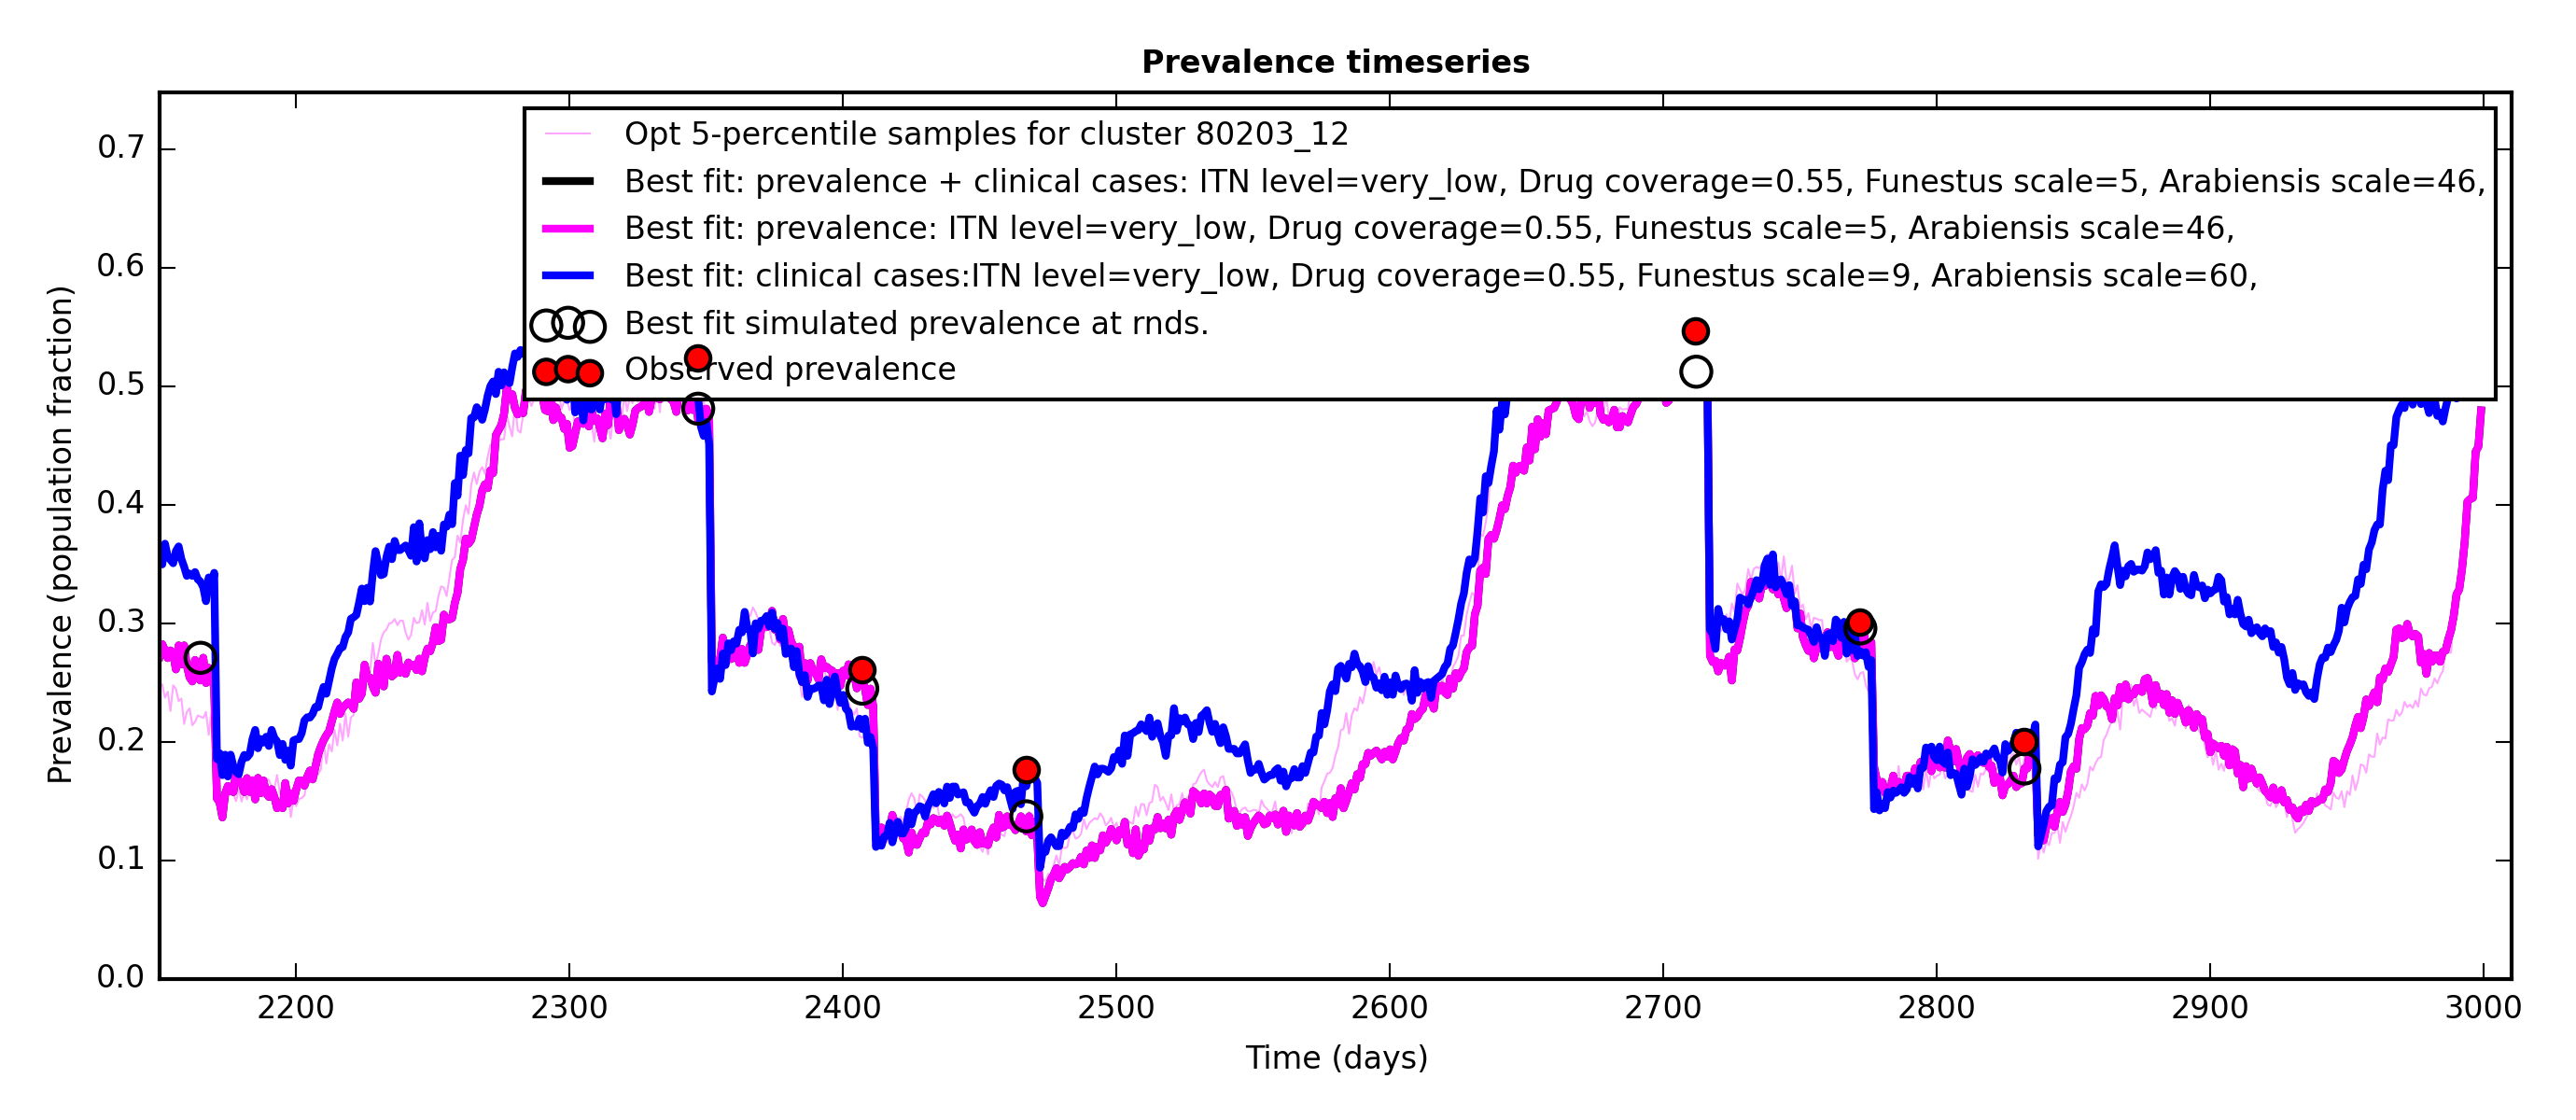 Prevalence timeseries
Opt 5-percentile samples for cluster 80203_12
Best fit: prevalence + clinical cases: ITN level=very_low, Drug coverage=0.55, Funestus scale=5, Arabiensis scale=46,
Best fit: prevalence: ITN level=very_low, Drug coverage=0.55, Funestus scale=5, Arabiensis scale=46,
Best fit: clinical cases:ITN level=very_low, Drug coverage=0.55, Funestus scale=9, Arabiensis scale=60,
Best fit simulated prevalence at rnds.
Observed prevalence
Prevalence (population fraction)
0.7
0.6
0.5
0.4
0.3
0.2
0.1
0.0
2200 2300 2400 2500 2600 2700 2800 2900 3000
Time (days)